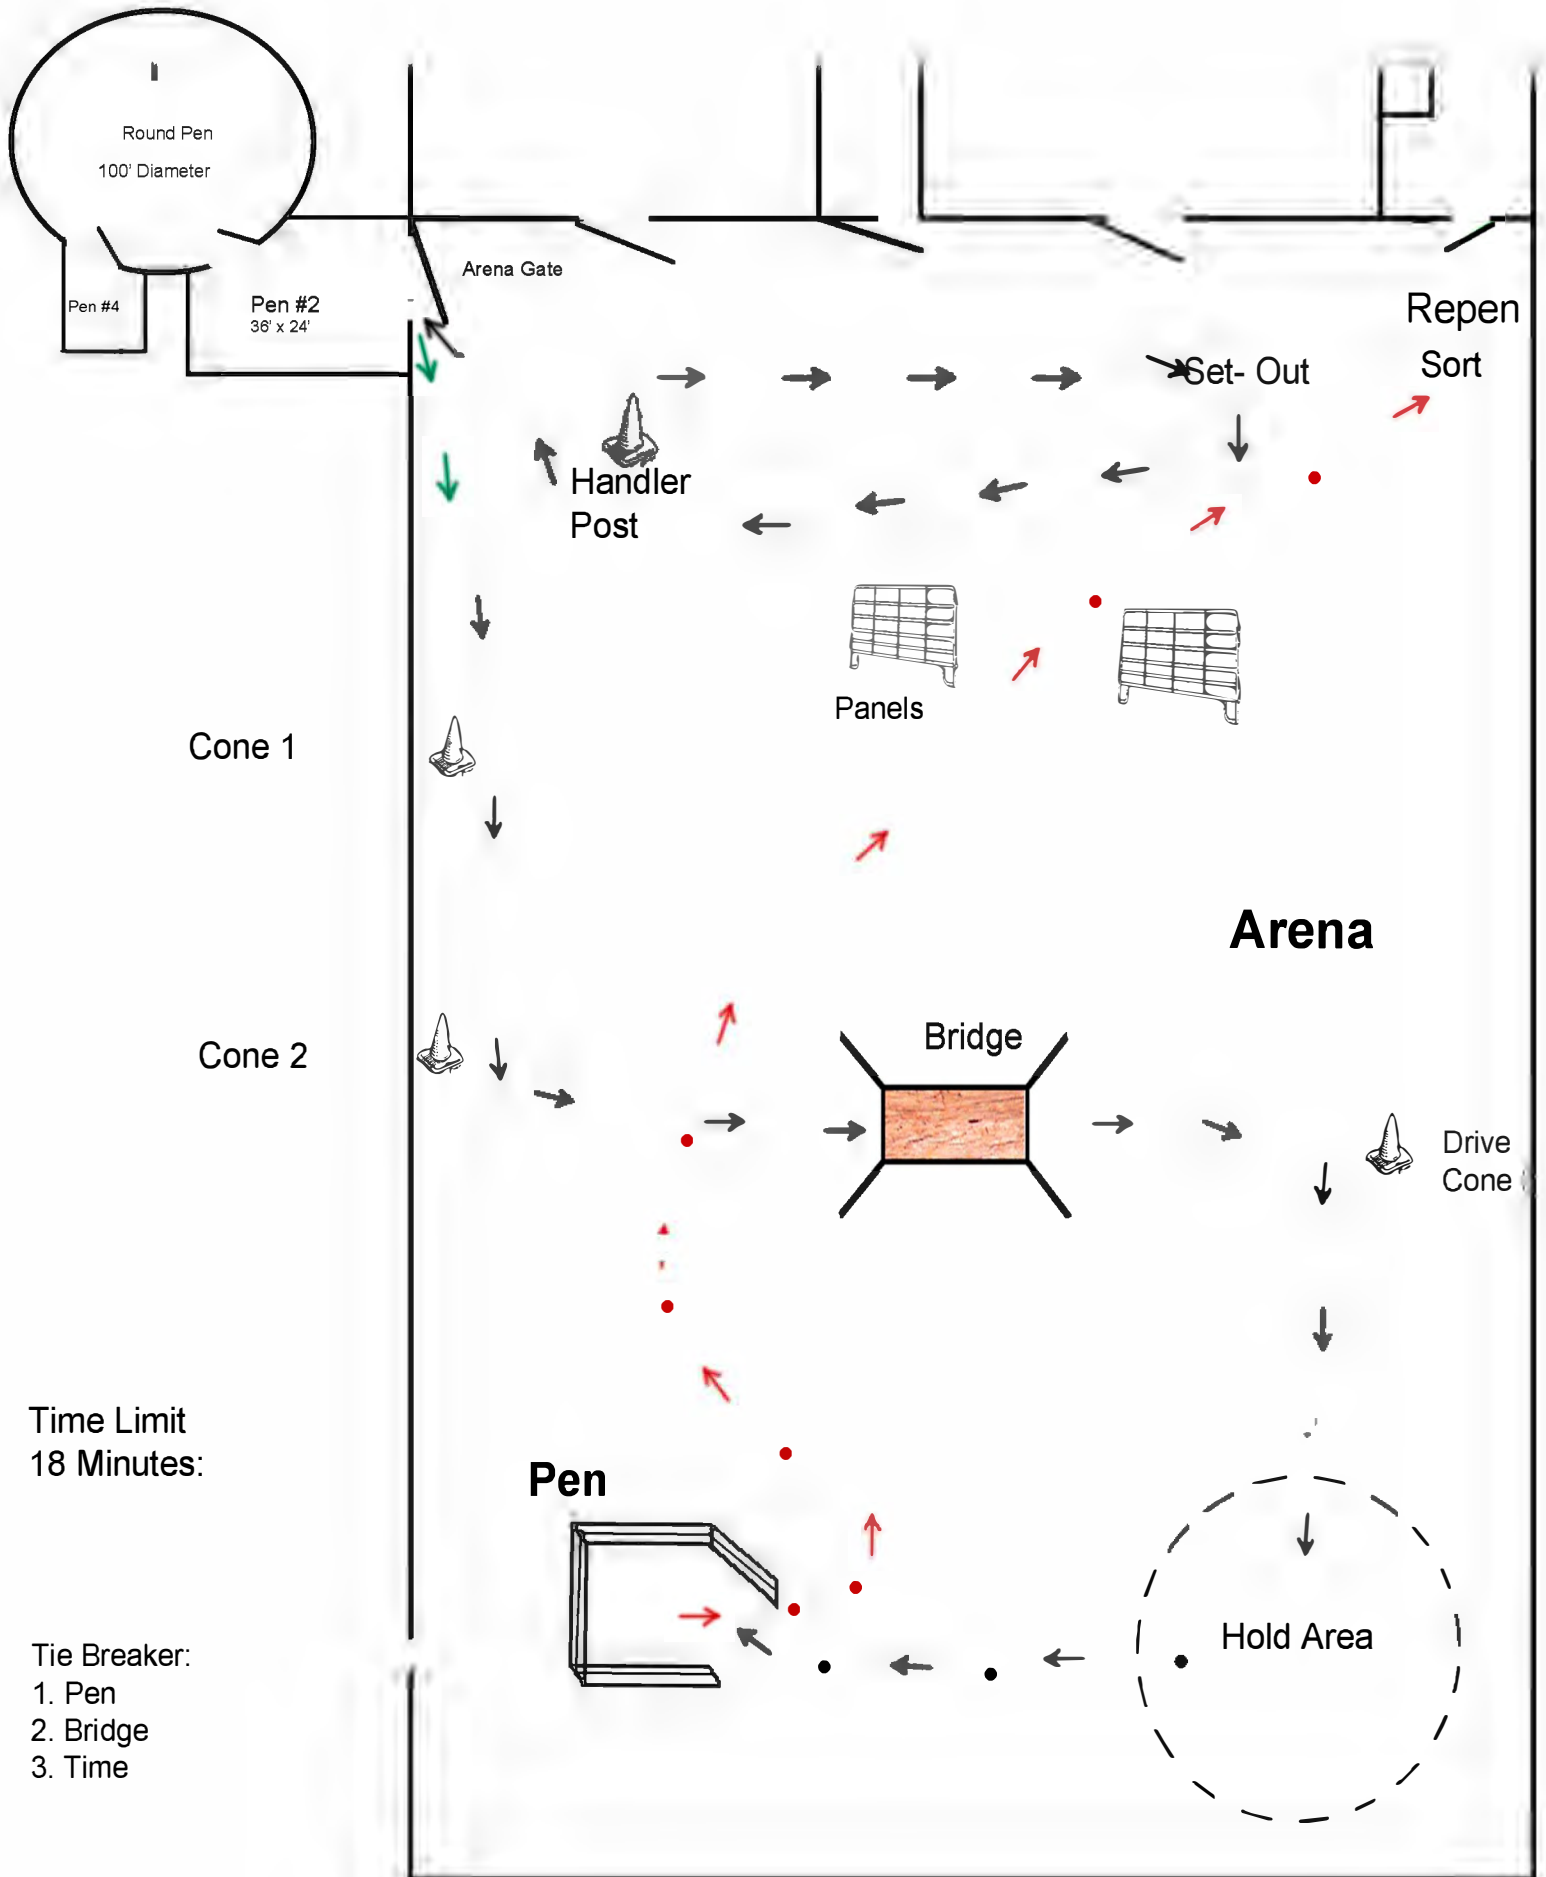 Round Pen
100' Diameter
Arena Gate
Pen #4
Pen #2
36' x 24'
Repen
Sort
Set- Out
Handler
Post
Panels
Cone 1
Arena
Cone 2
Bridge
Drive
Cone
Time Limit
18 Minutes:
Pen
Hold Area
Tie Breaker:
1. Pen
2. Bridge
3. Time